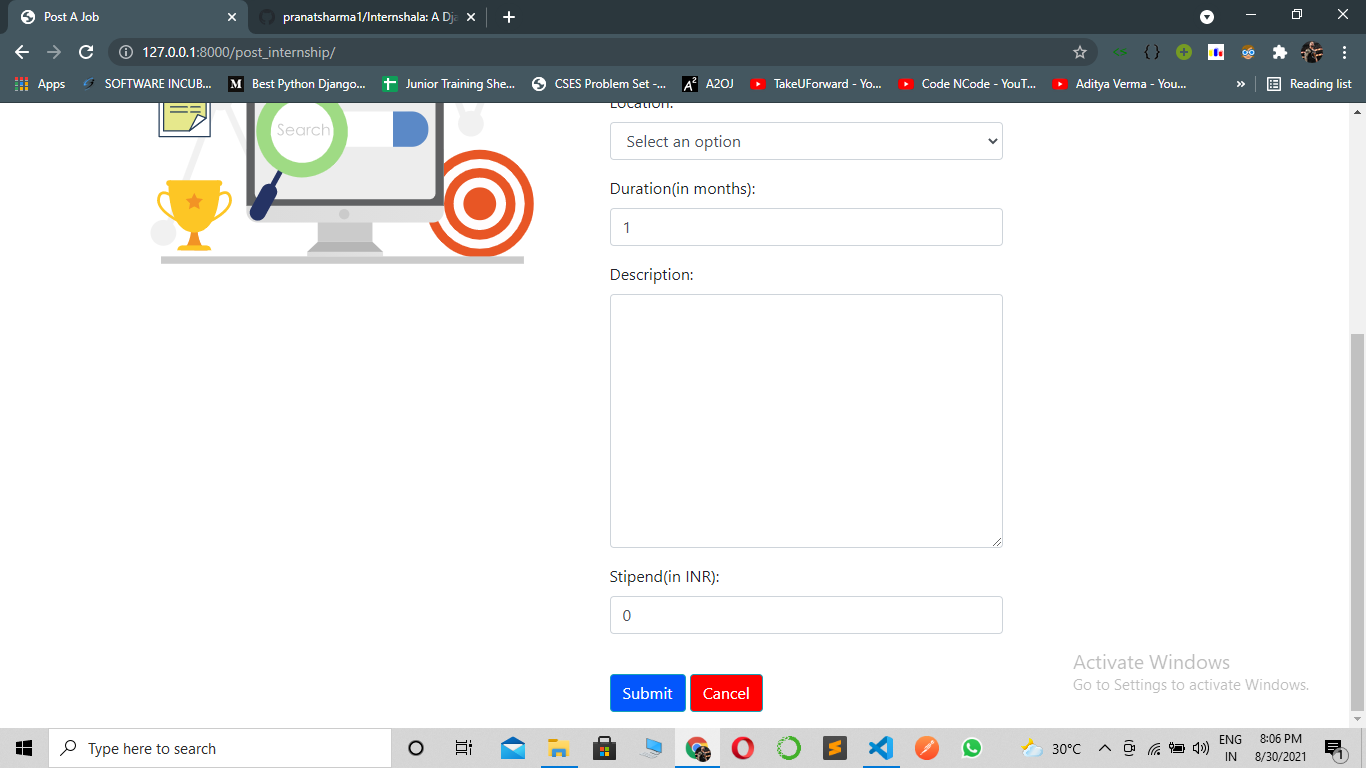 Post A Job
pranatsharma1/Internshala: A Dja
127.0.0.1:8000/post_internship/
Apps
SOFTWARE INCUB...
Best Python Django...
Junior Training She...
CSES Problem Set -...
A2OJ
TakeUForward - Yo...
Code NCode - YouT...
Aditya Verma - You...
»
Reading list
Search
Location:
Select an option
Duration(in months):
1
Description:
Stipend(in INR):
0
Submit
Cancel
Activate Windows
Go to Settings to activate Windows.
Type here to search
30°C
ENG
IN
8:06 PM
8/30/2021
1